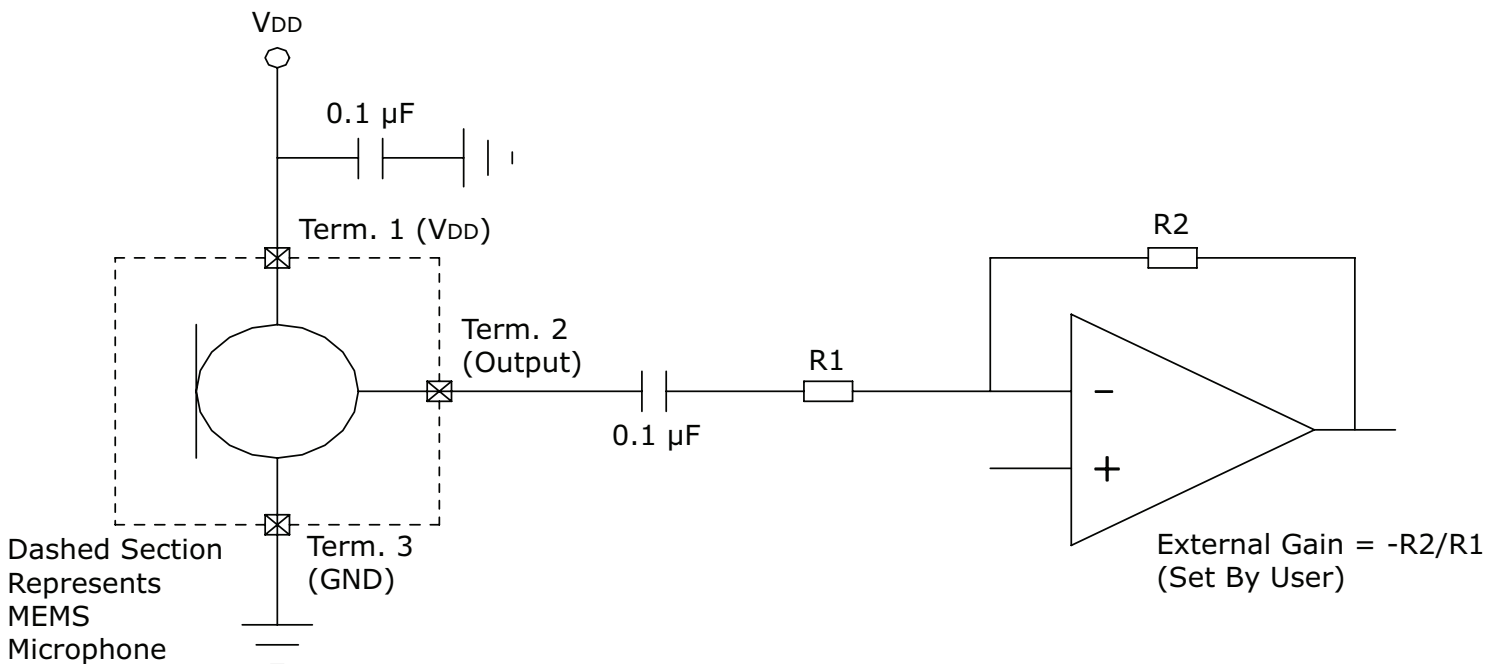 VDD
0.1 µF
Term. 1 (VDD)
R2
Term. 2
(Output)
R1
0.1 µF
−
+
Dashed Section
Represents
MEMS
Microphone
Term. 3
(GND)
External Gain = -R2/R1
(Set By User)